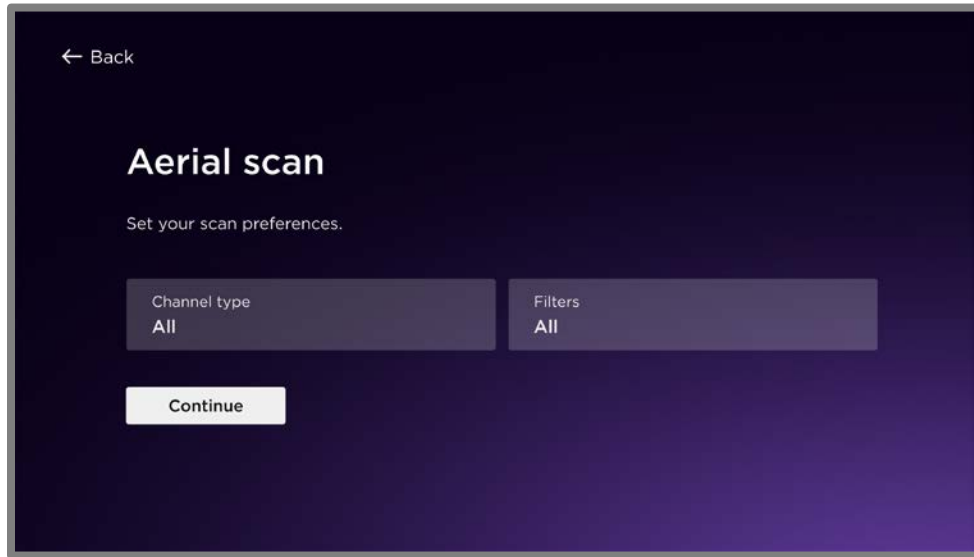 ← Back
Aerial scan
Set your scan preferences.
Channel type
All
Filters
All
Continue